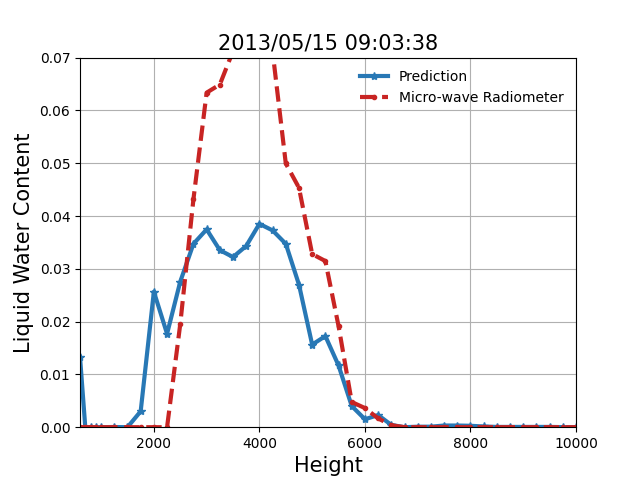 2013/05/15 09:03:38
Prediction
Micro-wave Radiometer
Liquid Water Content
0.07
0.06
0.05
0.04
0.03
0.02
0.01
0.00
2000 4000 6000 8000 10000
Height